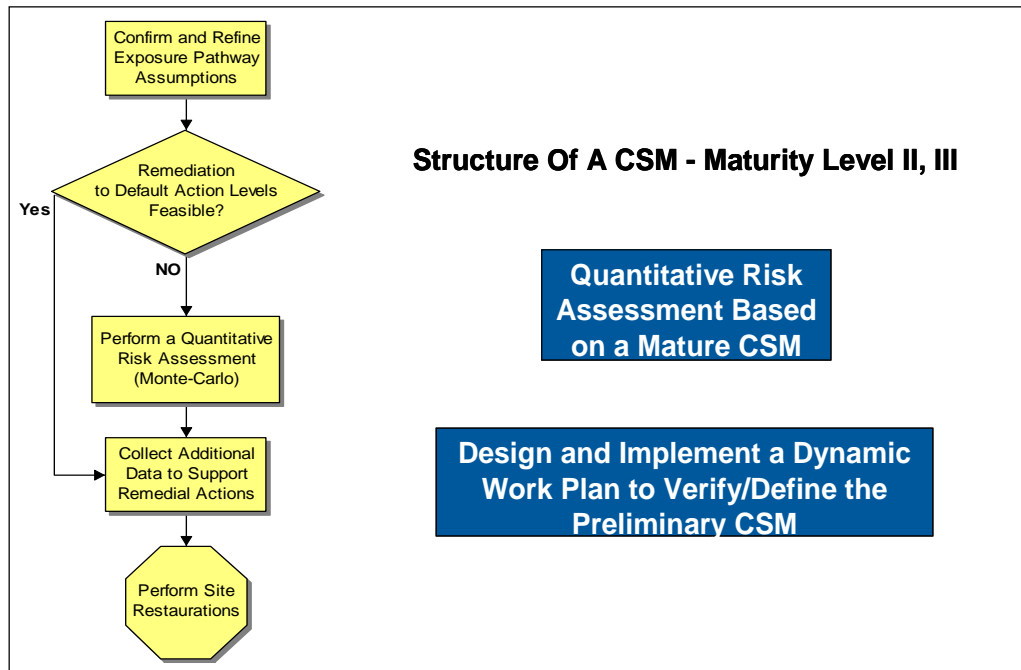 Confirm and Refine
Exposure Pathway
Assumptions
Remediation
to Default Action Levels
Feasible?
Yes
NO
Perform a Quantitative
Risk Assessment
(Monte-Carlo)
Collect Additional
Data to Support
Remedial Actions
Perform Site
Restaurations
Structure Of A CSM - Maturity Level II, III
Quantitative Risk
Assessment Based
on a Mature CSM
Design and Implement a Dynamic
Work Plan to Verify/Define the
Preliminary CSM